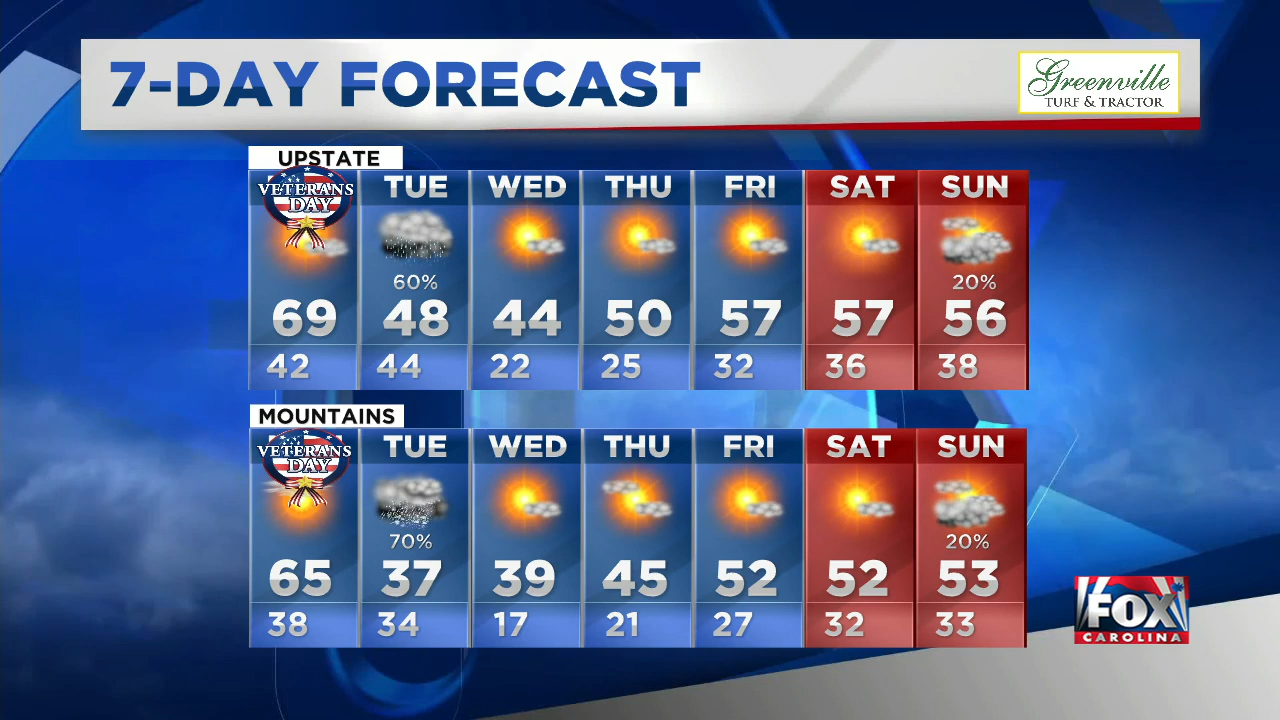 7-DAY FORECAST
Greenville
TURF & TRACTOR
UPSTATE
VETERANS DAY TUE WED THU FRI SAT SUN
60% 20%
69 48 44 50 57 57 56
42 44 22 25 32 36 38
MOUNTAINS
VETERANS DAY TUE WED THU FRI SAT SUN
70% 20%
65 37 39 45 52 52 53
38 34 17 21 27 32 33
FOX
CAROLINA